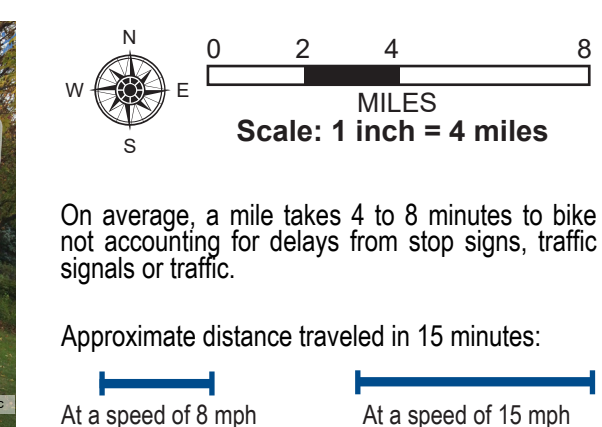 N
W E
S
0 2 4 8
MILES
Scale: 1 inch = 4 miles
On average, a mile takes 4 to 8 minutes to bike
not accounting for delays from stop signs, traffic
signals or traffic.
Approximate distance traveled in 15 minutes:
At a speed of 8 mph At a speed of 15 mph